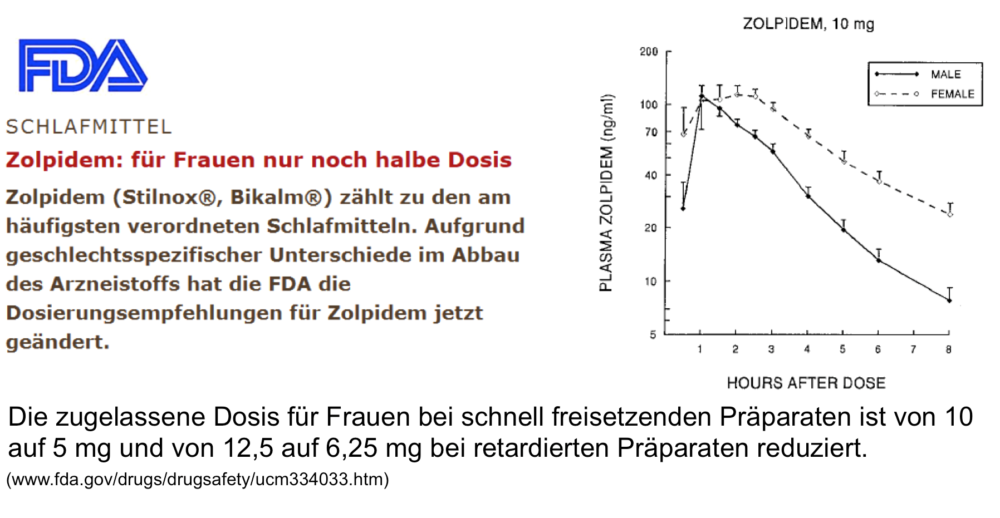 FDA
SCHLAFMITTEL
Zolpidem: für Frauen nur noch halbe Dosis
Zolpidem (Stilnox®, Bikalm®) zählt zu den am
häufigsten verordneten Schlafmitteln. Aufgrund
geschlechtsspezifischer Unterschiede im Abbau
des Arzneistoffs hat die FDA die
Dosierungsempfehlungen für Zolpidem jetzt
geändert.
ZOLPIDEM, 10 mg
MALE
FEMALE
PLASMA ZOLPIDEM (ng/ml)
200
100
70
40
20
10
5
1 2 3 4 5 6 7 8
HOURS AFTER DOSE
Die zugelassene Dosis für Frauen bei schnell freisetzenden Präparaten ist von 10
auf 5 mg und von 12,5 auf 6,25 mg bei retardierten Präparaten reduziert.
(www.fda.gov/drugs/drugsafety/ucm334033.htm)